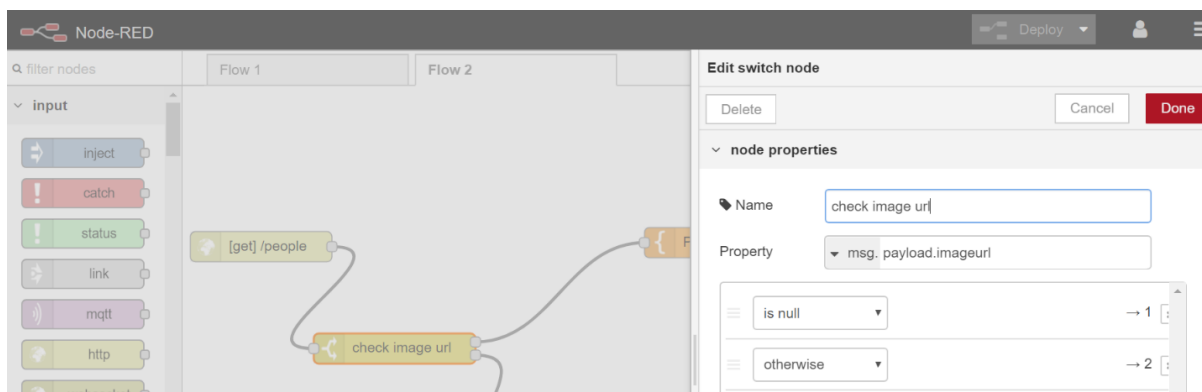 Node-RED
Deploy
filter nodes
Flow 1
Flow 2
Edit switch node
input
Delete
Cancel
Done
node properties
inject
catch
Name
check image url
status
[get] /people
Property
msg. payload.imageurl
link
mqtt
is null
→ 1
check image url
http
otherwise
→ 2